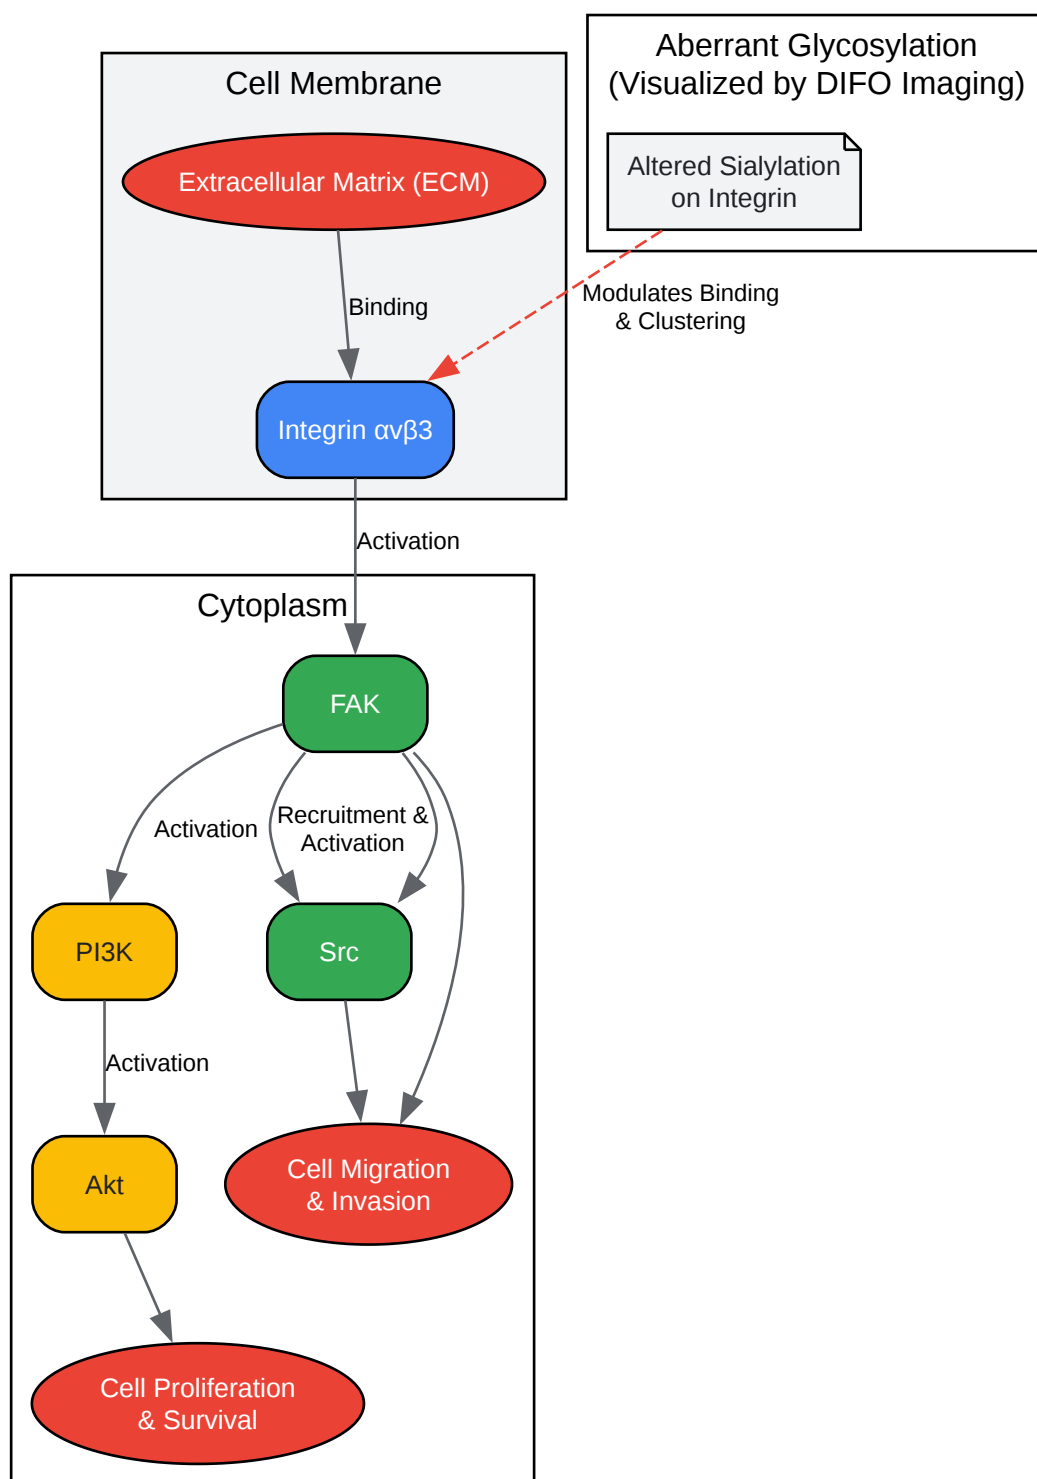 Aberrant Glycosylation
(Visualized by DIFO Imaging)
Cell Membrane
Altered Sialylation
on Integrin
Extracellular Matrix (ECM)
Binding
Modulates Binding
& Clustering
Integrin αvβ3
Activation
Cytoplasm
FAK
Activation
Recruitment &
Activation
PI3K
Src
Activation
Akt
Cell Migration
& Invasion
Cell Proliferation
& Survival